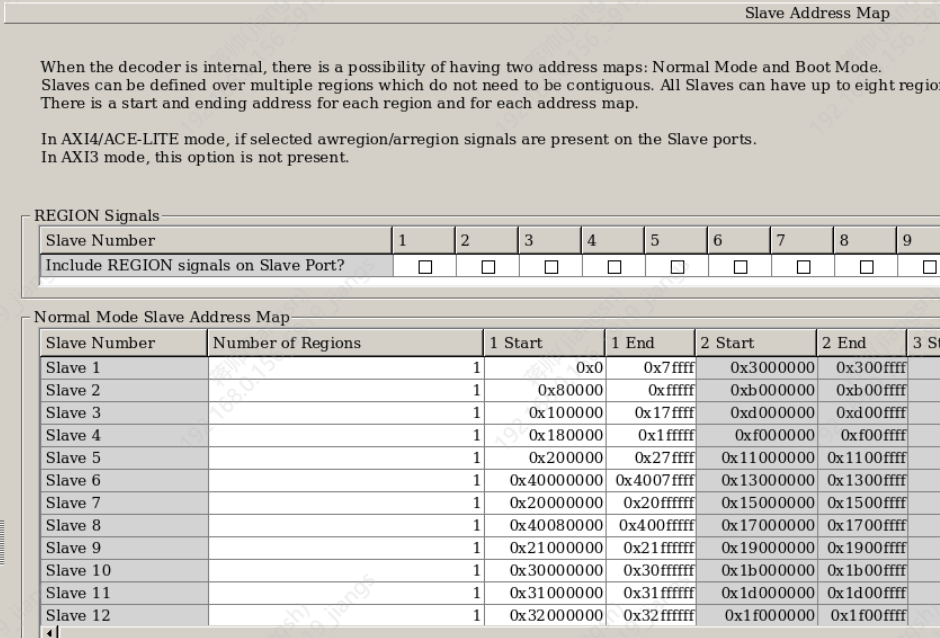 Slave Address Map
When the decoder is internal, there is a possibility of having two address maps: Normal Mode and Boot Mode.
Slaves can be defined over multiple regions which do not need to be contiguous. All Slaves can have up to eight regio
There is a start and ending address for each region and for each address map.
In AXI4/ACE-LITE mode, if selected awregion/arregion signals are present on the Slave ports.
In AXI3 mode, this option is not present.
REGION Signals
Slave Number 1 2 3 4 5 6 7 8 9
Include REGION signals on Slave Port?
Normal Mode Slave Address Map
Slave Number Number of Regions 1 Start 1 End 2 Start 2 End 3 St
Slave 1 1 0x0 0x7ffff 0x3000000 0x300ffff
Slave 2 1 0x80000 0xfffff 0xb000000 0xb00ffff
Slave 3 1 0x100000 0x17ffff 0xd000000 0xd00ffff
Slave 4 1 0x180000 0x1fffff 0xf000000 0xf00ffff
Slave 5 1 0x200000 0x27ffff 0x11000000 0x1100ffff
Slave 6 1 0x40000000 0x4007ffff 0x13000000 0x1300ffff
Slave 7 1 0x20000000 0x20ffffff 0x15000000 0x1500ffff
Slave 8 1 0x40080000 0x400fffff 0x17000000 0x1700ffff
Slave 9 1 0x21000000 0x21ffffff 0x19000000 0x1900ffff
Slave 10 1 0x30000000 0x30ffffff 0x1b000000 0x1b00ffff
Slave 11 1 0x31000000 0x31ffffff 0x1d000000 0x1d00ffff
Slave 12 1 0x32000000 0x32ffffff 0x1f000000 0x1f00ffff